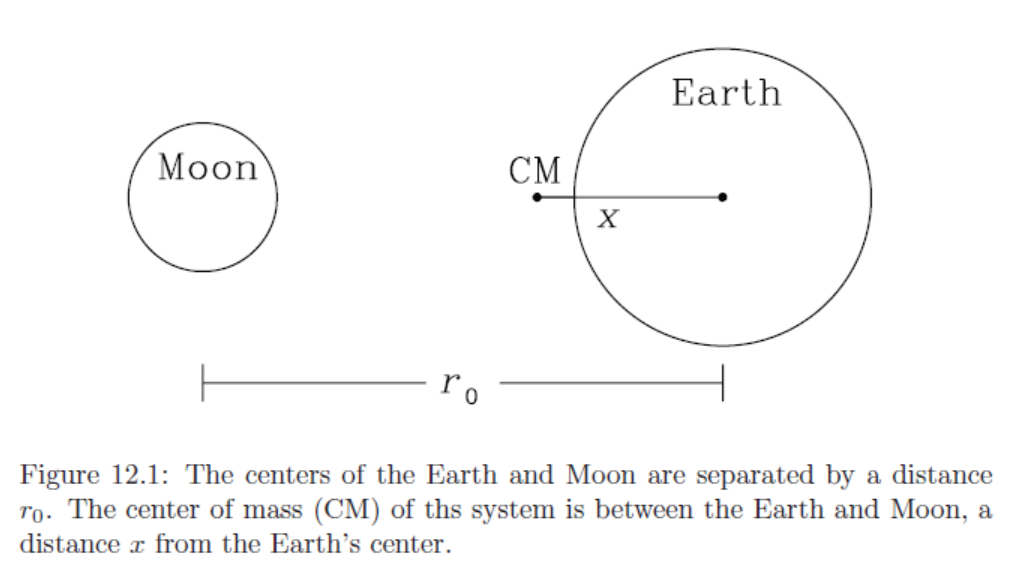 Earth
Moon
CM
x
r₀
Figure 12.1: The centers of the Earth and Moon are separated by a distance
r₀. The center of mass (CM) of ths system is between the Earth and Moon, a
distance x from the Earth's center.